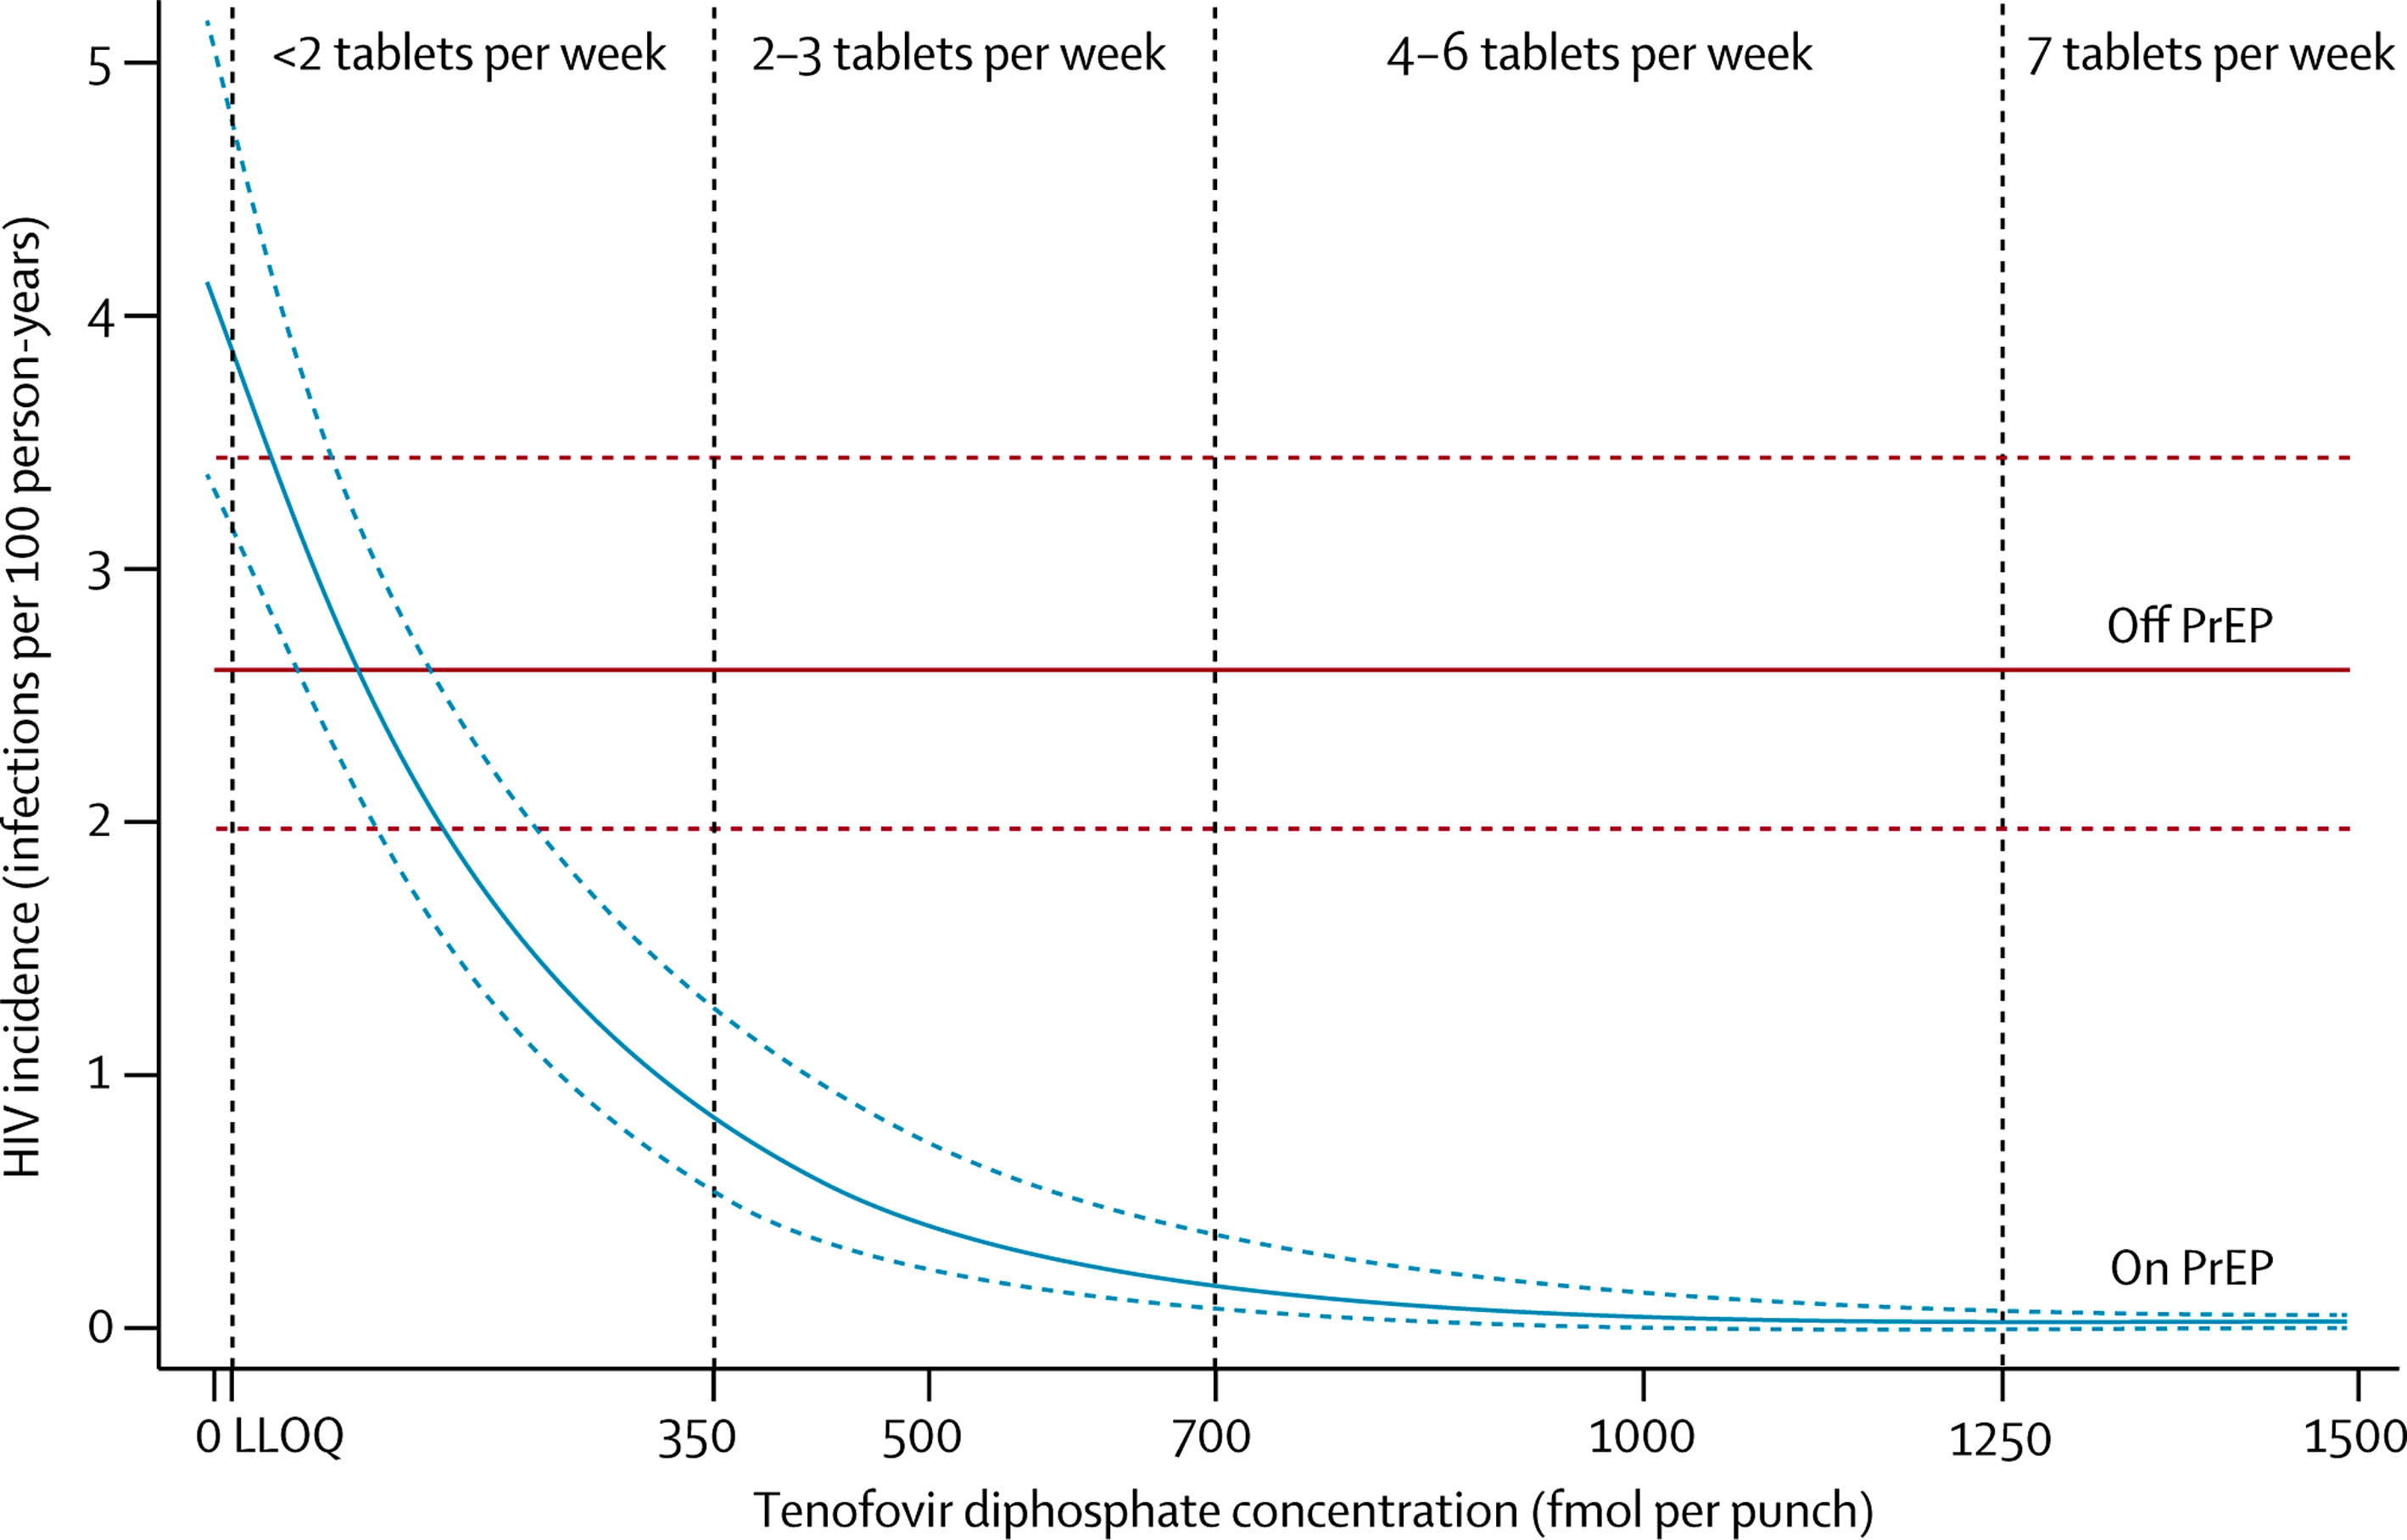 <2 tablets per week
2–3 tablets per week
4–6 tablets per week
7 tablets per week
5
4
3
2
1
0
HIV incidence (infections per 100 person-years)
Off PrEP
On PrEP
0 LLOQ 350 500 700 1000 1250 1500
Tenofovir diphosphate concentration (fmol per punch)